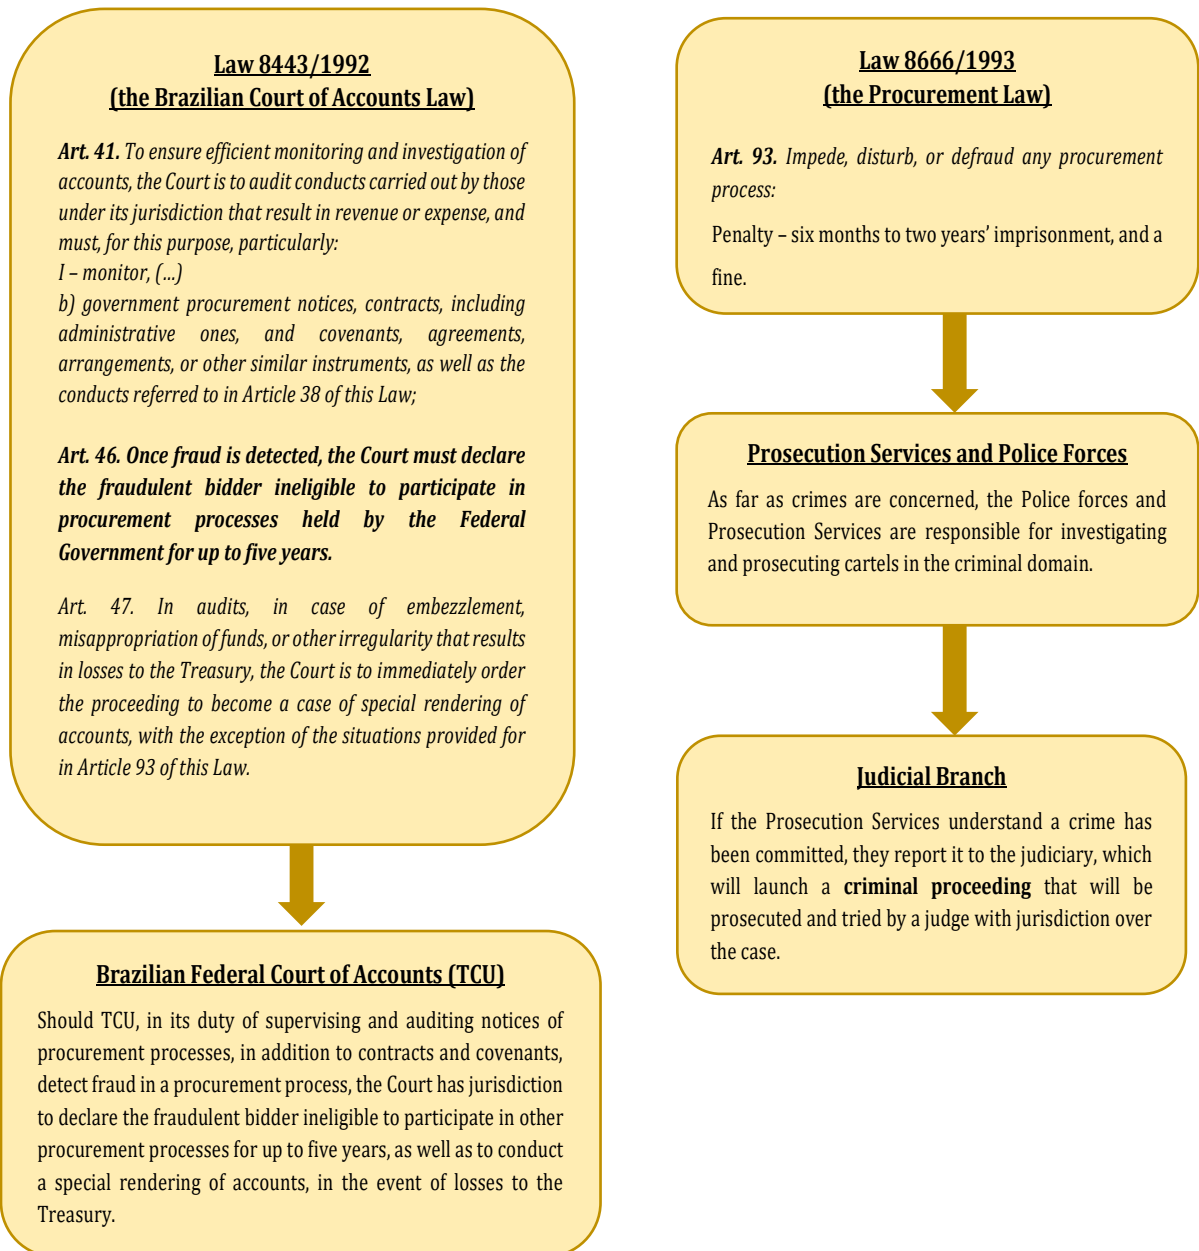 Law 8443/1992
(the Brazilian Court of Accounts Law)
Art. 41. To ensure efficient monitoring and investigation of
accounts, the Court is to audit conducts carried out by those
under its jurisdiction that result in revenue or expense, and
must, for this purpose, particularly:
I – monitor, (...)
b) government procurement notices, contracts, including
administrative ones, and covenants, agreements,
arrangements, or other similar instruments, as well as the
conducts referred to in Article 38 of this Law;
Art. 46. Once fraud is detected, the Court must declare
the fraudulent bidder ineligible to participate in
procurement processes held by the Federal
Government for up to five years.
Art. 47. In audits, in case of embezzlement,
misappropriation of funds, or other irregularity that results
in losses to the Treasury, the Court is to immediately order
the proceeding to become a case of special rendering of
accounts, with the exception of the situations provided for
in Article 93 of this Law.
Brazilian Federal Court of Accounts (TCU)
Should TCU, in its duty of supervising and auditing notices of
procurement processes, in addition to contracts and covenants,
detect fraud in a procurement process, the Court has jurisdiction
to declare the fraudulent bidder ineligible to participate in other
procurement processes for up to five years, as well as to conduct
a special rendering of accounts, in the event of losses to the
Treasury.
Law 8666/1993
(the Procurement Law)
Art. 93. Impede, disturb, or defraud any procurement
process:
Penalty – six months to two years’ imprisonment, and a
fine.
Prosecution Services and Police Forces
As far as crimes are concerned, the Police forces and
Prosecution Services are responsible for investigating
and prosecuting cartels in the criminal domain.
Judicial Branch
If the Prosecution Services understand a crime has
been committed, they report it to the judiciary, which
will launch a criminal proceeding that will be
prosecuted and tried by a judge with jurisdiction over
the case.